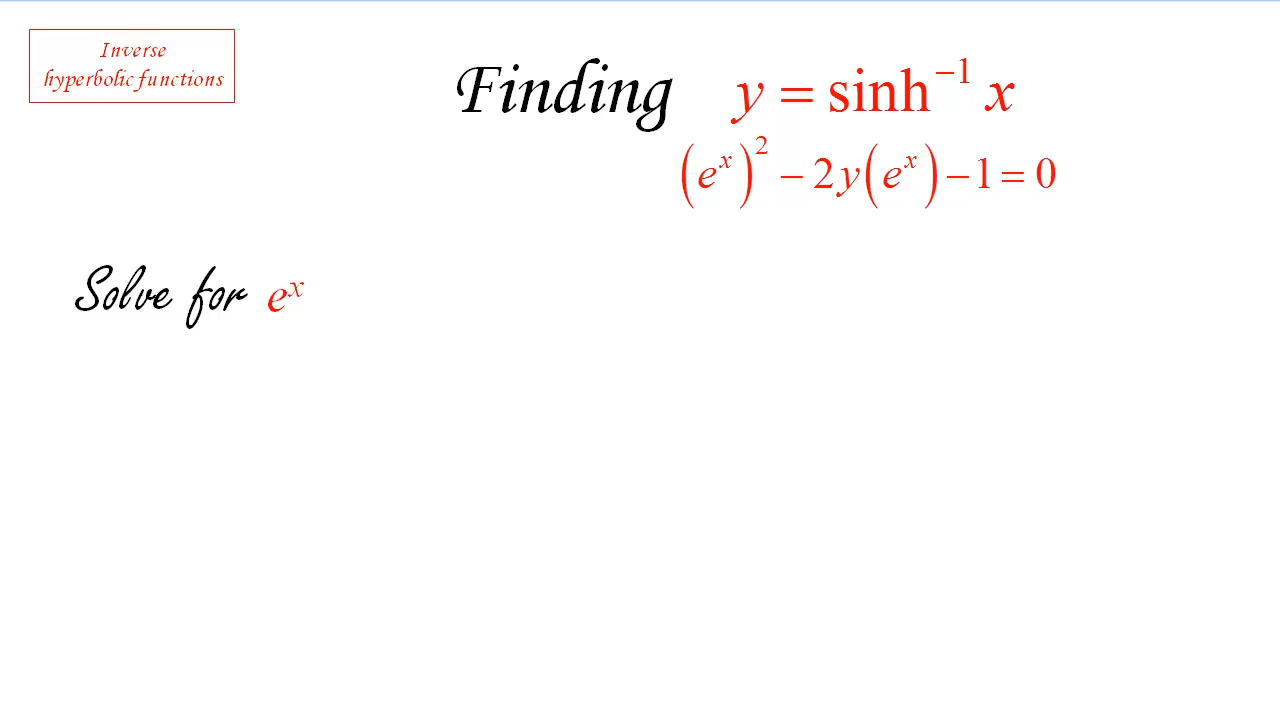 Inverse
hyperbolic functions
Finding y = sinh⁻¹ x
(eˣ)² − 2y(eˣ) − 1 = 0
Solve for eˣ